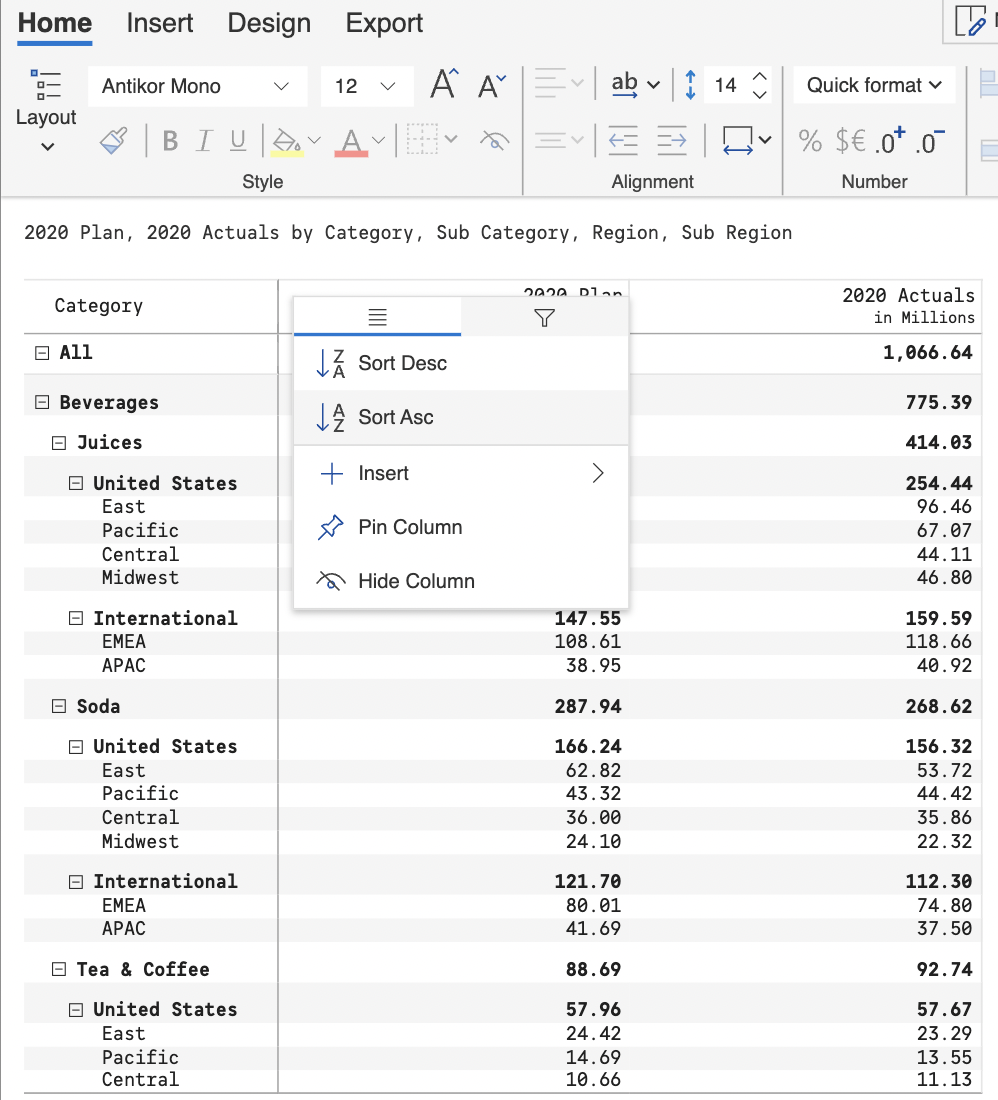 Home Insert Design Export
Antikor Mono 12 ab 14 Quick format
Layout
B I U A % $€ .0+ .0-
Style Alignment Number
2020 Plan, 2020 Actuals by Category, Sub Category, Region, Sub Region
Category 2020 Plan 2020 Actuals
in Millions
All 1,066.64
Sort Desc
Beverages 775.39
Sort Asc
Juices 414.03
Insert
United States 254.44
East 96.46
Pin Column
Pacific 67.07
Central 44.11
Midwest 46.80
Hide Column
International 147.55 159.59
EMEA 108.61 118.66
APAC 38.95 40.92
Soda 287.94 268.62
United States 166.24 156.32
East 62.82 53.72
Pacific 43.32 44.42
Central 36.00 35.86
Midwest 24.10 22.32
International 121.70 112.30
EMEA 80.01 74.80
APAC 41.69 37.50
Tea & Coffee 88.69 92.74
United States 57.96 57.67
East 24.42 23.29
Pacific 14.69 13.55
Central 10.66 11.13